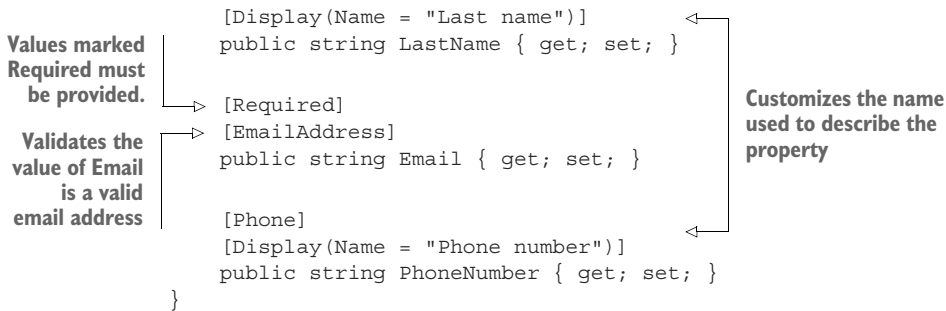 [Display(Name = "Last name")]
public string LastName { get; set; }
Values marked
Required must
be provided.
[Required]
[EmailAddress]
public string Email { get; set; }
Validates the
value of Email
is a valid
email address
Customizes the name
used to describe the
property
[Phone]
[Display(Name = "Phone number")]
public string PhoneNumber { get; set; }
}